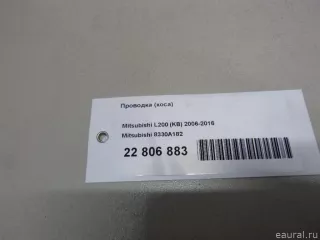 Проводка (коса)
Mitsubishi L200 (KB) 2006-2016
Mitsubishi 8330A182
22 806 883
eaural.ru